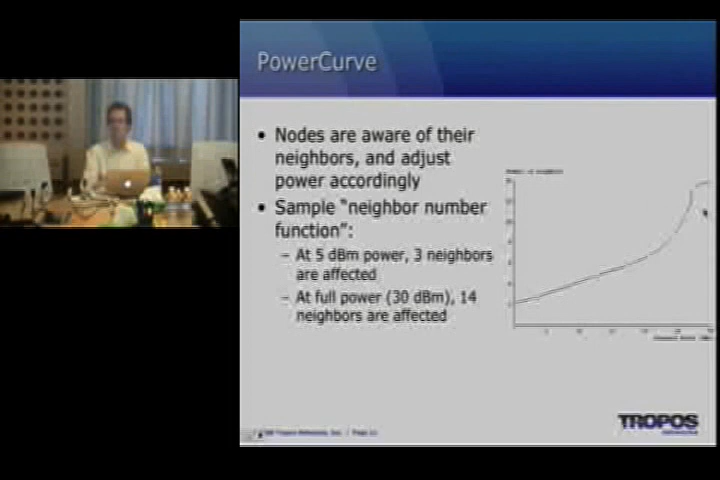 PowerCurve
• Nodes are aware of their
neighbors, and adjust
power accordingly
• Sample “neighbor number
function”:
– At 5 dBm power, 3 neighbors
are affected
– At full power (30 dBm), 14
neighbors are affected
TROPOS